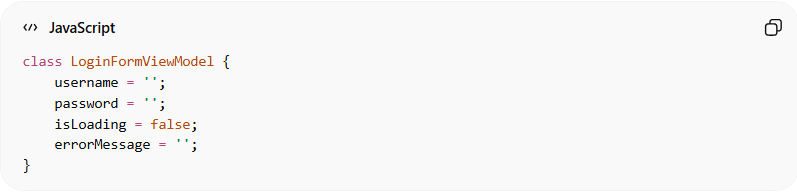 </> JavaScript
class LoginFormViewModel {
    username = '';
    password = '';
    isLoading = false;
    errorMessage = '';
}